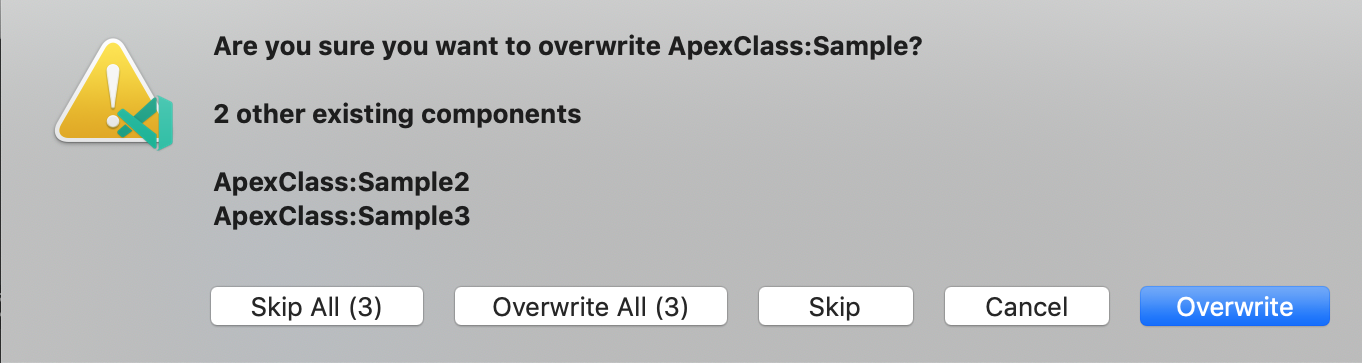 Are you sure you want to overwrite ApexClass:Sample?
2 other existing components
ApexClass:Sample2
ApexClass:Sample3
Skip All (3)
Overwrite All (3)
Skip
Cancel
Overwrite